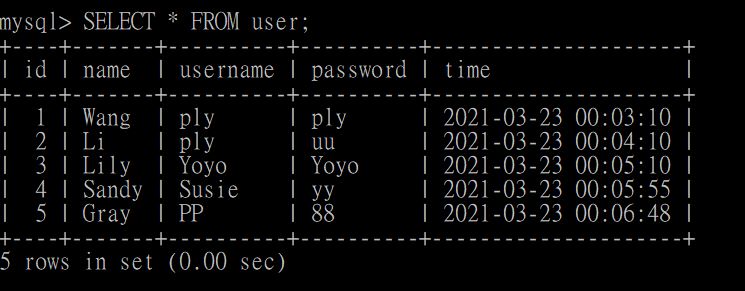 mysql> SELECT * FROM user;
+----+-------+----------+----------+---------------------+
| id | name | username | password | time |
+----+-------+----------+----------+---------------------+
| 1 | Wang | ply | ply | 2021-03-23 00:03:10 |
| 2 | Li | ply | uu | 2021-03-23 00:04:10 |
| 3 | Lily | Yoyo | Yoyo | 2021-03-23 00:05:10 |
| 4 | Sandy | Susie | yy | 2021-03-23 00:05:55 |
| 5 | Gray | PP | 88 | 2021-03-23 00:06:48 |
+----+-------+----------+----------+---------------------+
5 rows in set (0.00 sec)